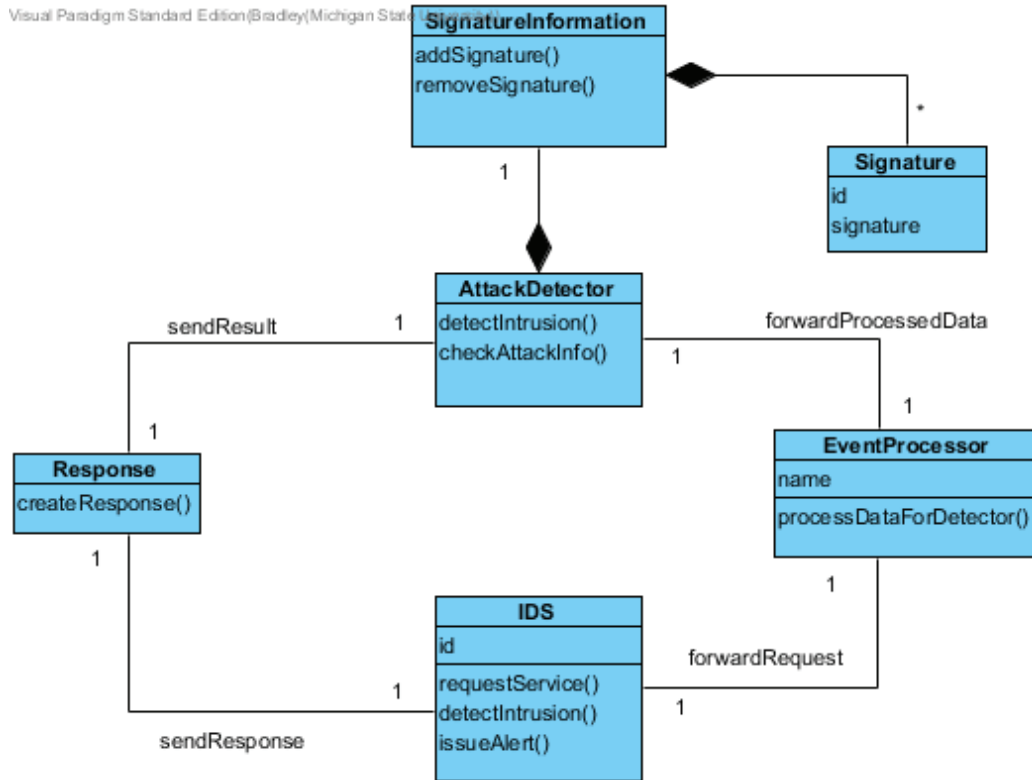 Visual Paradigm Standard Edition(Bradley(Michigan State
SignatureInformation
addSignature()
removeSignature()
*
1
Signature
id
signature
AttackDetector
sendResult
1
detectIntrusion()
forwardProcessedData
checkAttackInfo()
1
1
1
Response
createResponse()
EventProcessor
name
processDataForDetector()
1
1
IDS
id
forwardRequest
requestService()
1
1
detectIntrusion()
sendResponse
issueAlert()